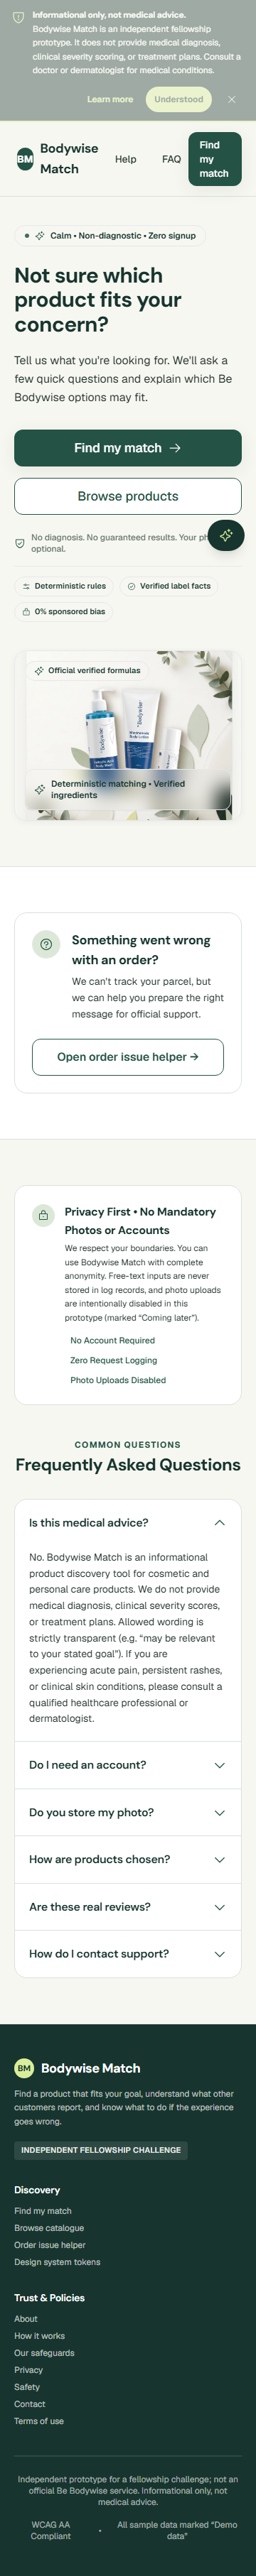 Informational only, not medical advice.
Bodywise Match is an independent fellowship
prototype. It does not provide medical diagnosis,
clinical severity scoring, or treatment plans. Consult a
doctor or dermatologist for medical conditions.
Learn more
Understood
BM
Bodywise
Match
Help
FAQ
Find
my
match
Calm • Non-diagnostic • Zero signup
Not sure which
product fits your
concern?
Tell us what you're looking for. We'll ask a
few quick questions and explain which Be
Bodywise options may fit.
Find my match →
Browse products
No diagnosis. No guaranteed results. Your
optional.
Deterministic rules
Verified label facts
0% sponsored bias
Official verified formulas
Deterministic matching • Verified
ingredients
Something went wrong
with an order?
We can't track your parcel, but
we can help you prepare the right
message for official support.
Open order issue helper →
Privacy First • No Mandatory
Photos or Accounts
We respect your boundaries. You can
use Bodywise Match with complete
anonymity. Free-text inputs are never
stored in log records, and photo uploads
are intentionally disabled in this
prototype (marked “Coming later”).
No Account Required
Zero Request Logging
Photo Uploads Disabled
COMMON QUESTIONS
Frequently Asked Questions
Is this medical advice?
No. Bodywise Match is an informational
product discovery tool for cosmetic and
personal care products. We do not provide
medical diagnosis, clinical severity scores,
or treatment plans. Allowed wording is
strictly transparent (e.g. “may be relevant
to your stated goal”). If you are
experiencing acute pain, persistent rashes,
or clinical skin conditions, please consult a
qualified healthcare professional or
dermatologist.
Do I need an account?
Do you store my photo?
How are products chosen?
Are these real reviews?
How do I contact support?
BM
Bodywise Match
Find a product that fits your goal, understand what other
customers report, and know what to do if the experience
goes wrong.
INDEPENDENT FELLOWSHIP CHALLENGE
Discovery
Find my match
Browse catalogue
Order issue helper
Design system tokens
Trust & Policies
About
How it works
Our safeguards
Privacy
Safety
Contact
Terms of use
Independent prototype for a fellowship challenge; not an
official Be Bodywise service. Informational only, not
medical advice.
WCAG AA
Compliant
•
All sample data marked “Demo
data”